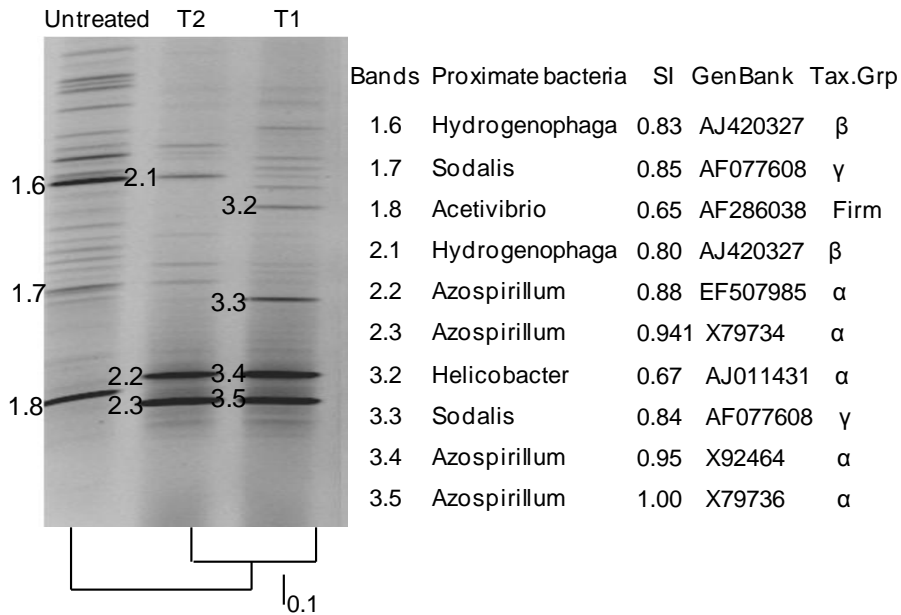 Untreated T2 T1
Bands Proximate bacteria SI GenBank Tax.Grp
1.6 Hydrogenophaga 0.83 AJ420327 β
1.7 Sodalis 0.85 AF077608 γ
1.8 Acetivibrio 0.65 AF286038 Firm
2.1 Hydrogenophaga 0.80 AJ420327 β
2.2 Azospirillum 0.88 EF507985 α
2.3 Azospirillum 0.941 X79734 α
3.2 Helicobacter 0.67 AJ011431 α
3.3 Sodalis 0.84 AF077608 γ
3.4 Azospirillum 0.95 X92464 α
3.5 Azospirillum 1.00 X79736 α
1.6 2.1
3.2
1.7 3.3
2.2 3.4
1.8 2.3 3.5
0.1